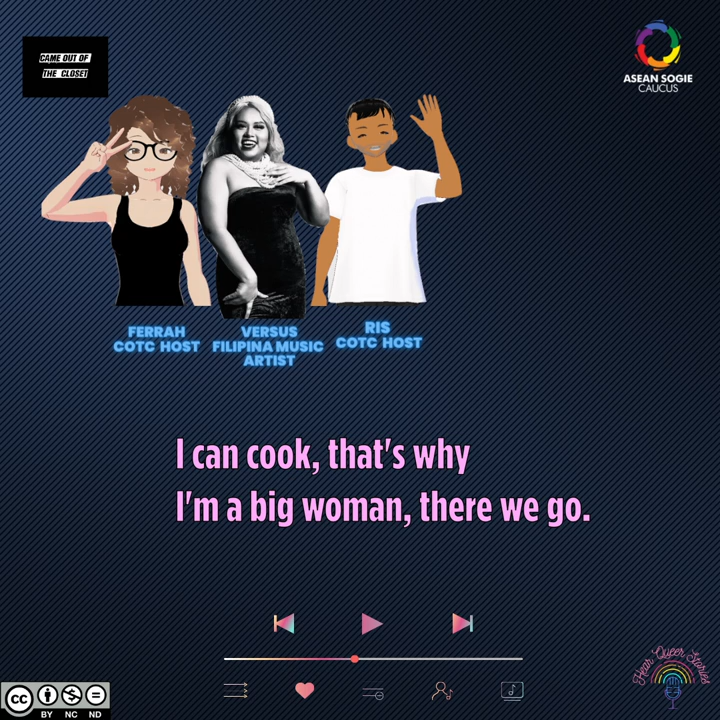 CAME OUT OF
THE CLOSET
ASEAN SOGIE
CAUCUS
FERRAH
COTC HOST
VERSUS
FILIPINA MUSIC
ARTIST
RIS
COTC HOST
I can cook, that's why
I'm a big woman, there we go.
Hear Queer Stories
CC
BY NC ND